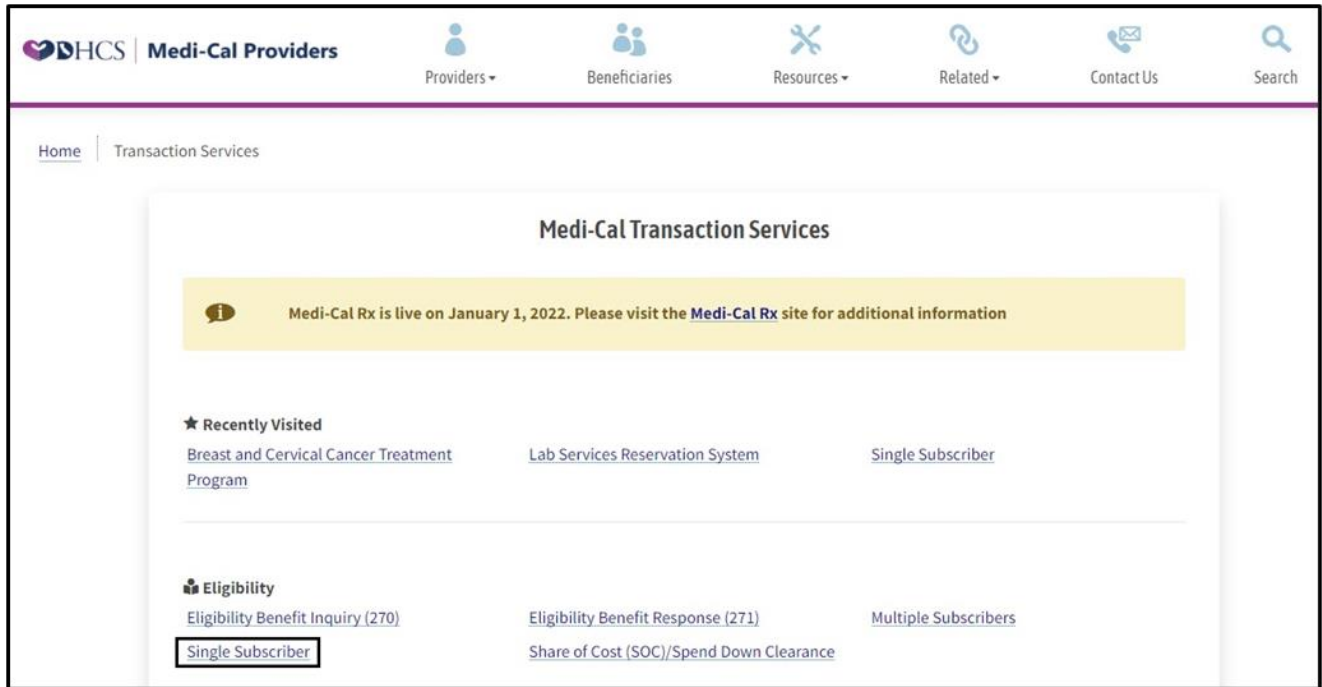 DHCS Medi-Cal Providers
Providers
Beneficiaries
Resources
Related
Contact Us
Search
Home
Transaction Services
Medi-Cal Transaction Services
Medi-Cal Rx is live on January 1, 2022. Please visit the Medi-Cal Rx site for additional information
Recently Visited
Breast and Cervical Cancer Treatment
Program
Lab Services Reservation System
Single Subscriber
Eligibility
Eligibility Benefit Inquiry (270)
Eligibility Benefit Response (271)
Multiple Subscribers
Single Subscriber
Share of Cost (SOC)/Spend Down Clearance